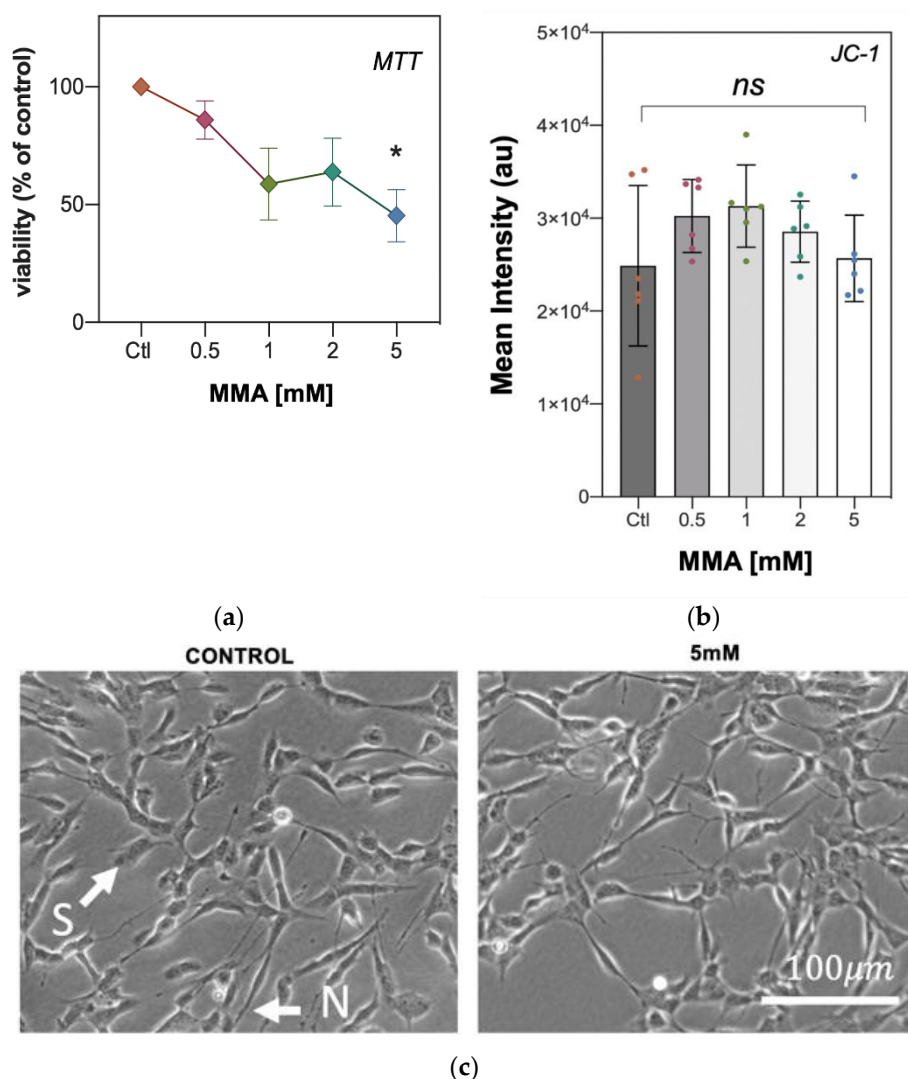 MTT
viability (% of control)
100
50
0
*
Ctl
0.5
1
2
5
MMA [mM]
(a)
JC-1
ns
Mean Intensity (au)
5×10⁴
4×10⁴
3×10⁴
2×10⁴
1×10⁴
0
Ctl
0.5
1
2
5
MMA [mM]
(b)
CONTROL
S
N
5mM
100µm
(c)